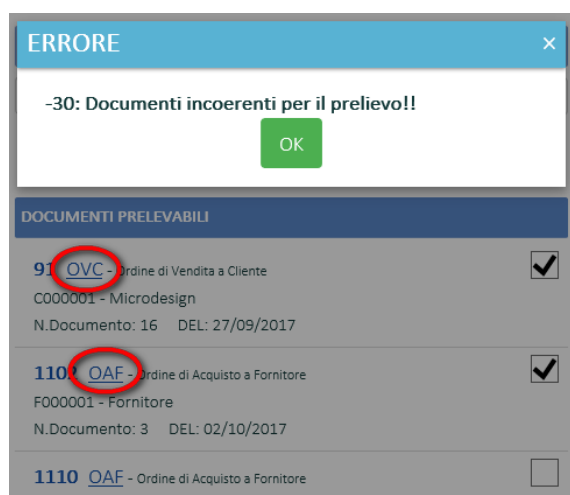 ERRORE ×
-30: Documenti incoerenti per il prelievo!!
OK
DOCUMENTI PRELEVABILI
91 OVC - Ordine di Vendita a Cliente
C000001 - Microdesign
N.Documento: 16 DEL: 27/09/2017
1102 OAF - Ordine di Acquisto a Fornitore
F000001 - Fornitore
N.Documento: 3 DEL: 02/10/2017
1110 OAF - Ordine di Acquisto a Fornitore